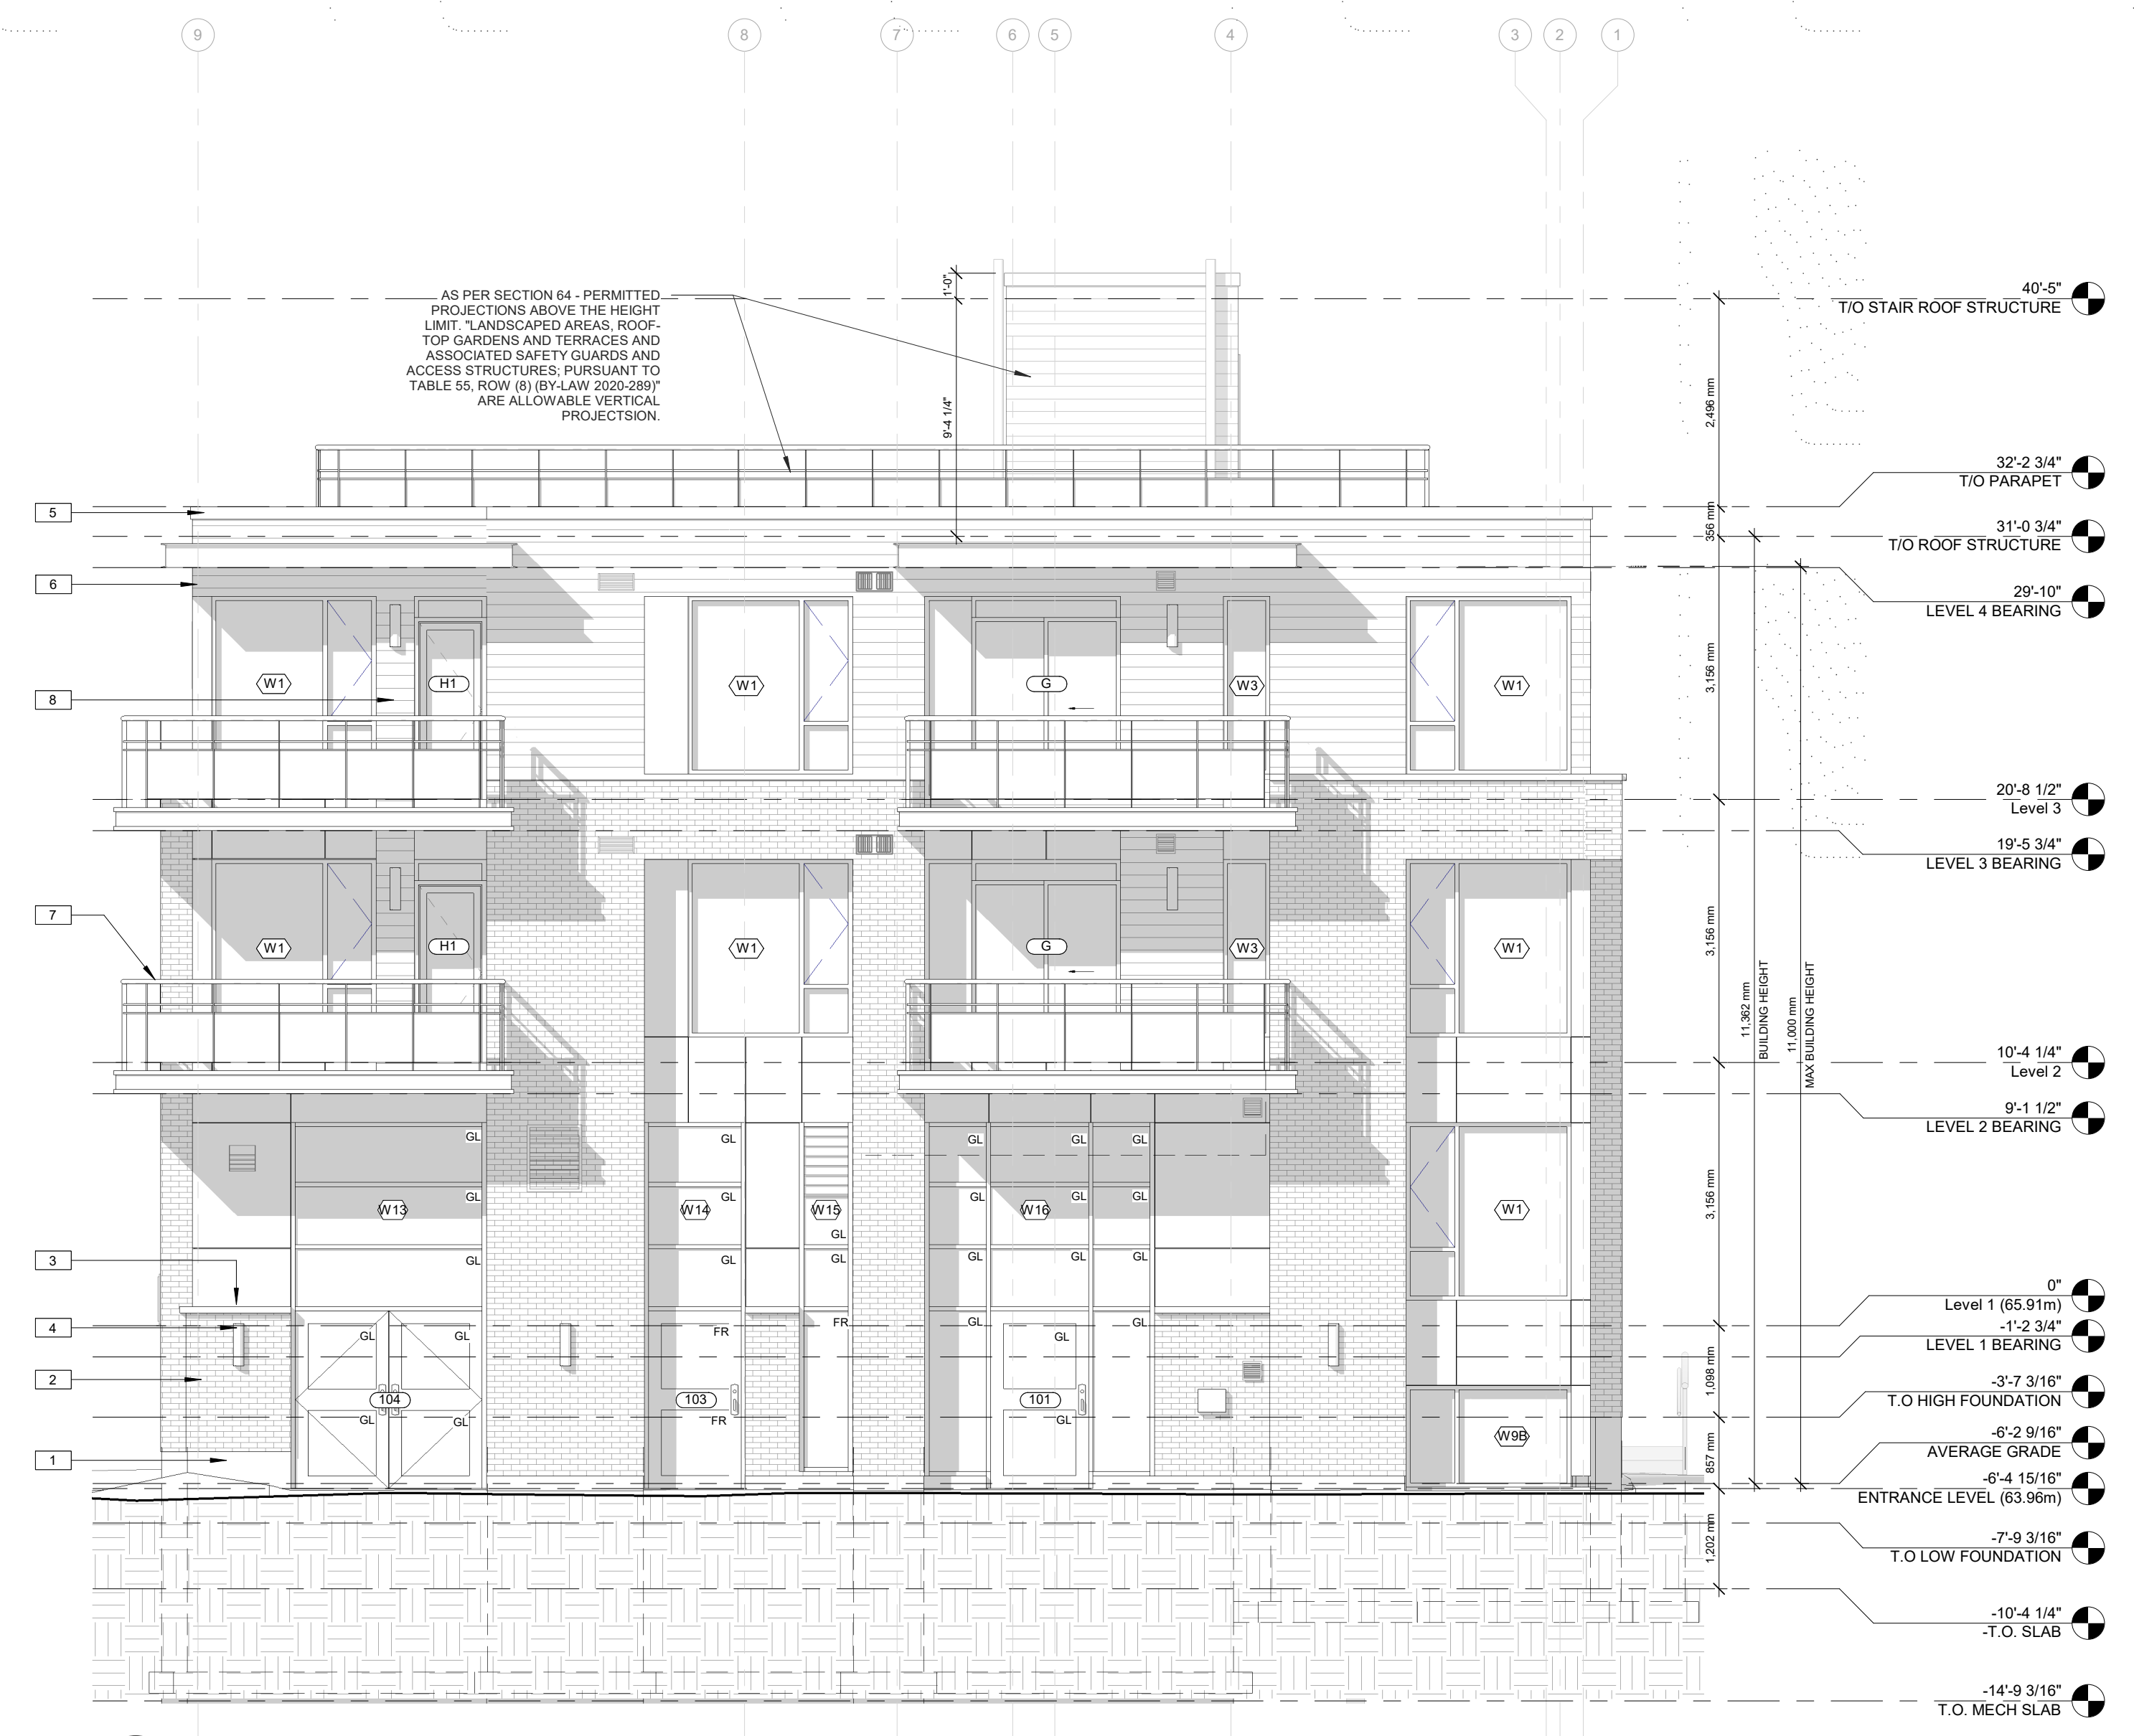 9
8
7
6
5
4
3
2
1
AS PER SECTION 64 - PERMITTED
PROJECTIONS ABOVE THE HEIGHT
LIMIT. "LANDSCAPED AREAS, ROOF-
TOP GARDENS AND TERRACES AND
ASSOCIATED SAFETY GUARDS AND
ACCESS STRUCTURES; PURSUANT TO
TABLE 55, ROW (8) (BY-LAW 2020-289)"
ARE ALLOWABLE VERTICAL
PROJECTSION.
1'-0"
9'-4 1/4"
5
6
8
7
3
4
2
1
W1
H1
W1
G
W3
W1
W1
H1
W1
G
W3
W1
GL
GL
GL
GL
GL
GL
GL
GL
GL
GL
GL
W13
W14
W15
W16
W1
GL
GL
GL
GL
GL
GL
GL
GL
GL
GL
FR
FR
GL
GL
GL
104
103
101
GL
GL
FR
GL
W9B
2,496 mm
356 mm
3,156 mm
3,156 mm
3,156 mm
1,098 mm
857 mm
1,202 mm
11,362 mm
BUILDING HEIGHT
11,000 mm
MAX BUILDING HEIGHT
40'-5"
T/O STAIR ROOF STRUCTURE
32'-2 3/4"
T/O PARAPET
31'-0 3/4"
T/O ROOF STRUCTURE
29'-10"
LEVEL 4 BEARING
20'-8 1/2"
Level 3
19'-5 3/4"
LEVEL 3 BEARING
10'-4 1/4"
Level 2
9'-1 1/2"
LEVEL 2 BEARING
0"
Level 1 (65.91m)
-1'-2 3/4"
LEVEL 1 BEARING
-3'-7 3/16"
T.O HIGH FOUNDATION
-6'-2 9/16"
AVERAGE GRADE
-6'-4 15/16"
ENTRANCE LEVEL (63.96m)
-7'-9 3/16"
T.O LOW FOUNDATION
-10'-4 1/4"
-T.O. SLAB
-14'-9 3/16"
T.O. MECH SLAB